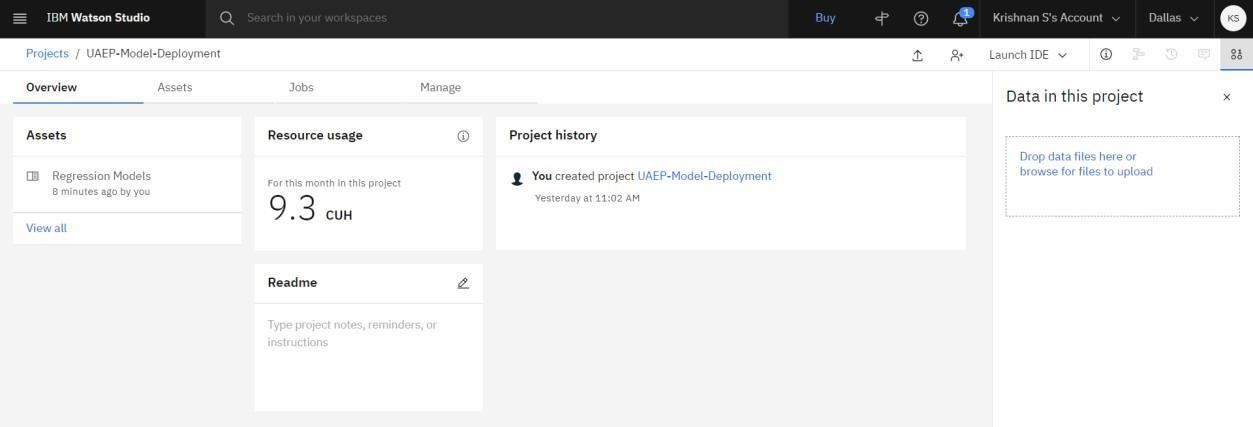 IBM Watson Studio
Search in your workspaces
Buy
1
Krishnan S's Account
Dallas
KS
Projects / UAEP-Model-Deployment
Launch IDE
Overview
Assets
Jobs
Manage
Data in this project
Drop data files here or
browse for files to upload
Assets
Regression Models
8 minutes ago by you
View all
Resource usage
For this month in this project
9.3 CUH
Project history
You created project UAEP-Model-Deployment
Yesterday at 11:02 AM
Readme
Type project notes, reminders, or
instructions